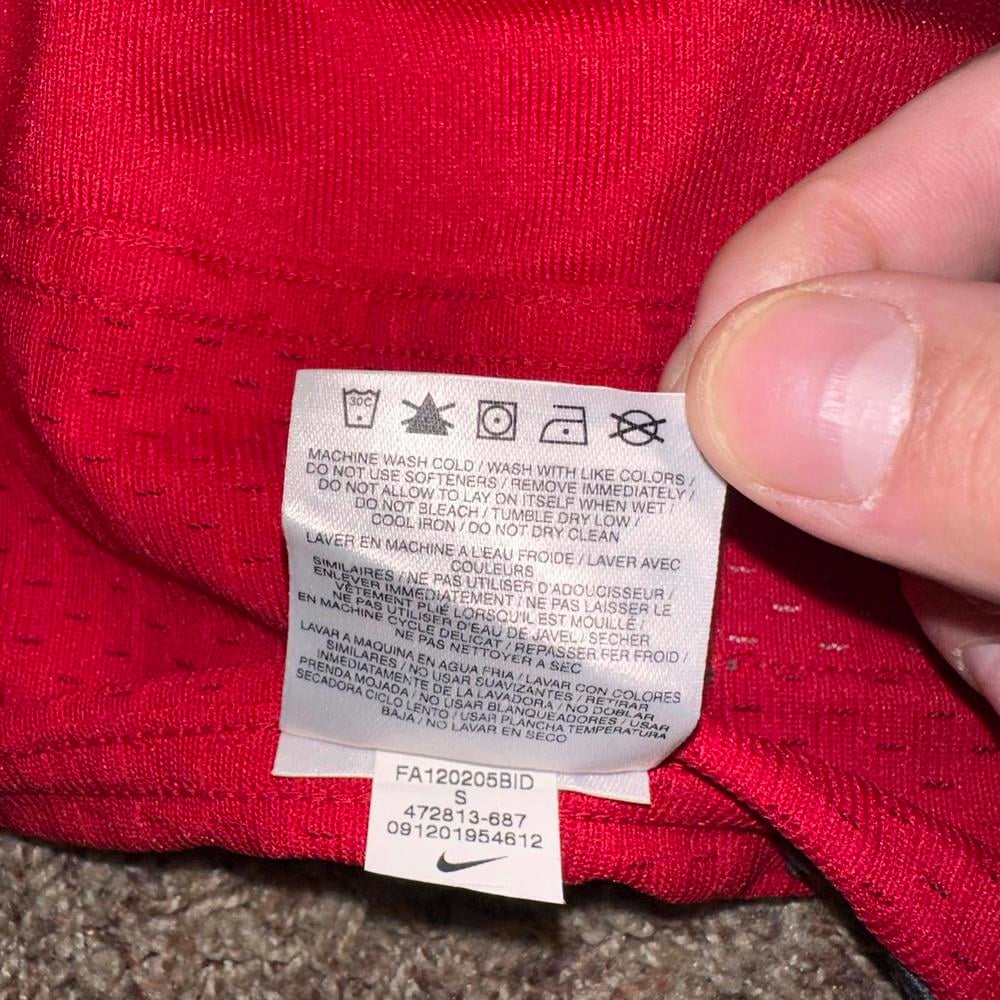 30C
MACHINE WASH COLD / WASH WITH LIKE COLORS /
DO NOT USE SOFTENERS / REMOVE IMMEDIATELY /
DO NOT ALLOW TO LAY ON ITSELF WHEN WET /
DO NOT BLEACH / TUMBLE DRY LOW /
COOL IRON / DO NOT DRY CLEAN
LAVER EN MACHINE A L'EAU FROIDE / LAVER AVEC
COULEURS
SIMILAIRES / NE PAS UTILISER D'ADOUCISSEUR /
ENLEVER IMMEDIATEMENT / NE PAS LAISSER LE
VÊTEMENT PLIE LORSQU'IL EST MOUILLE /
NE PAS UTILISER D'EAU DE JAVEL / SECHER
EN MACHINE CYCLE DELICAT / REPASSER FER FROID /
NE PAS NETTOYER A SEC
LAVAR A MAQUINA EN AGUA FRIA / LAVAR CON COLORES
SIMILARES / NO USAR SUAVIZANTES / RETIRAR
INMEDIATAMENTE DE LA LAVADORA / NO DOBLAR
PRENDA MOJADA / NO USAR BLANQUEADORES / USAR
SECADORA CICLO LENTO / USAR PLANCHA TEMPERATURA
BAJA / NO LAVAR EN SECO
FA120205BID
S
472813-687
091201954612